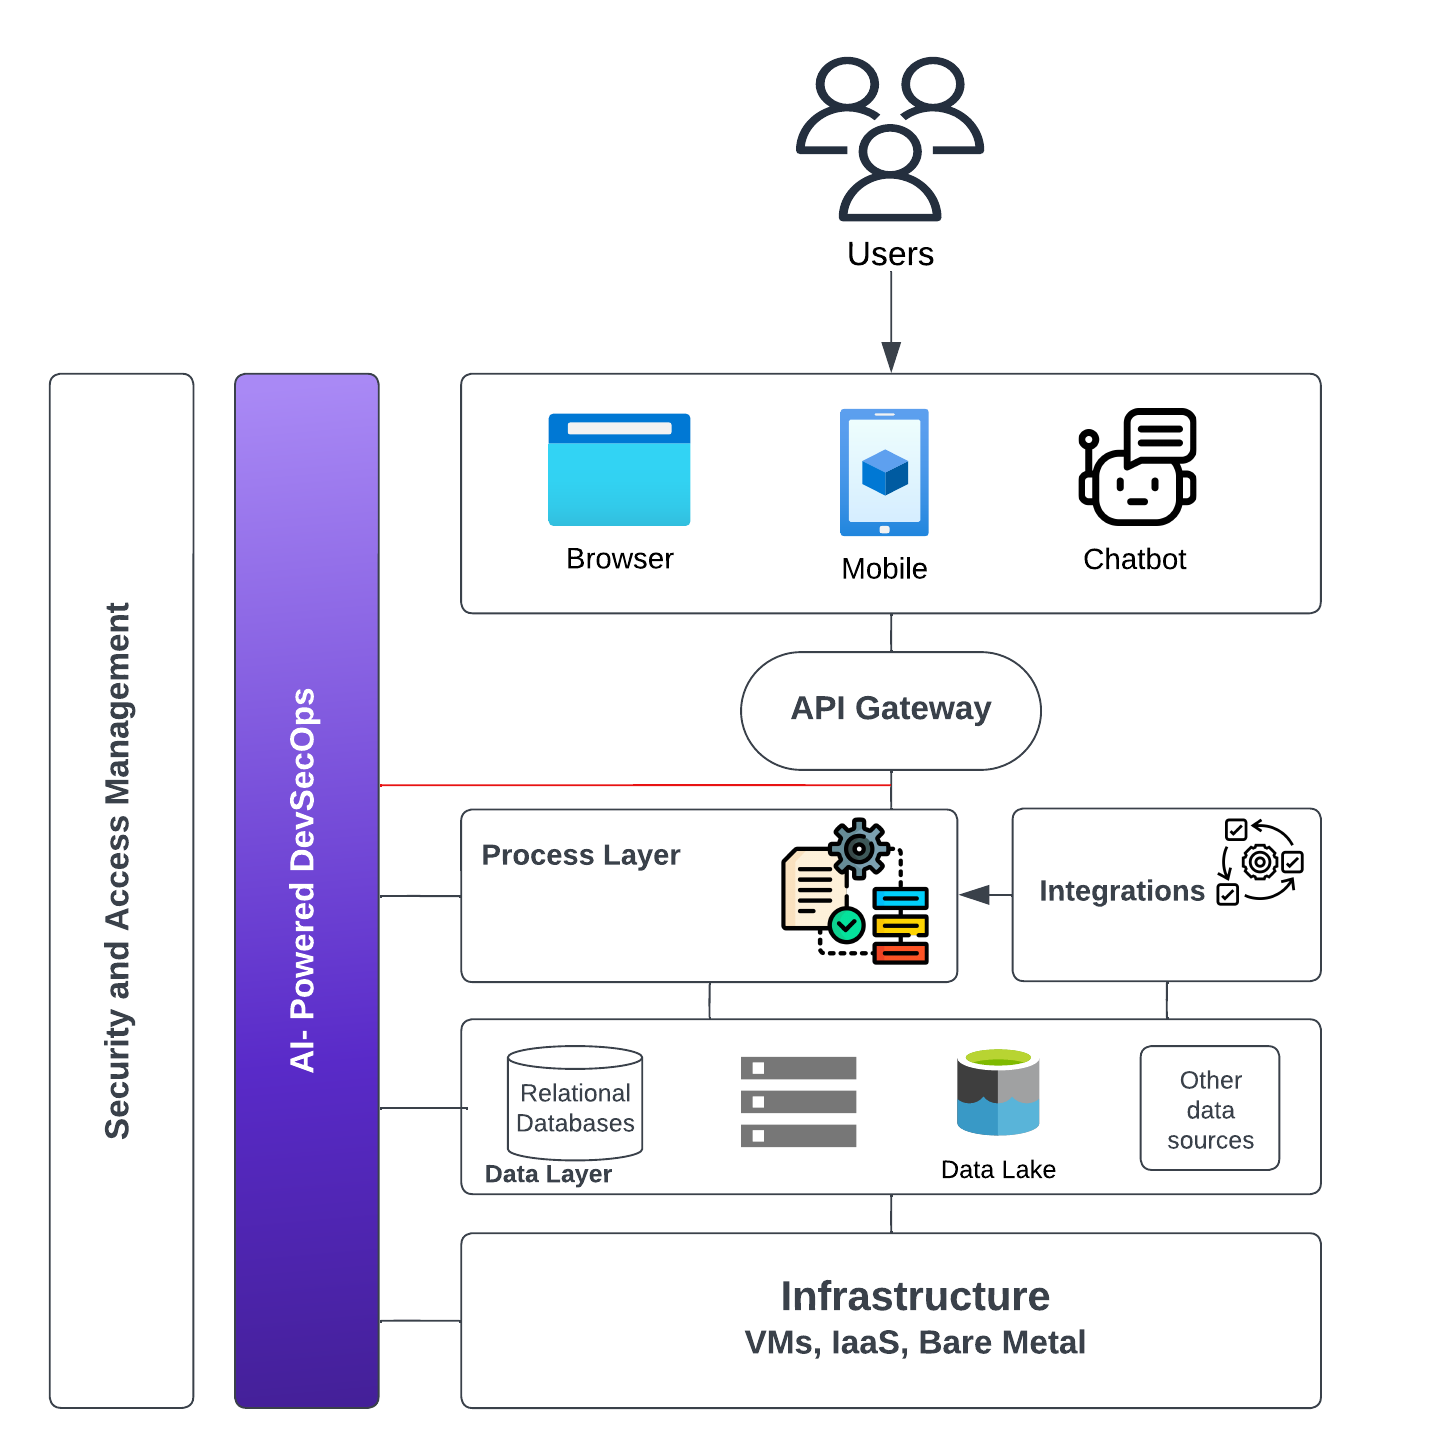 Users
Browser
Mobile
Chatbot
API Gateway
Security and Access Management
AI- Powered DevSecOps
Process Layer
Integrations
Relational
Databases
Data Layer
Data Lake
Other
data
sources
Infrastructure
VMs, IaaS, Bare Metal